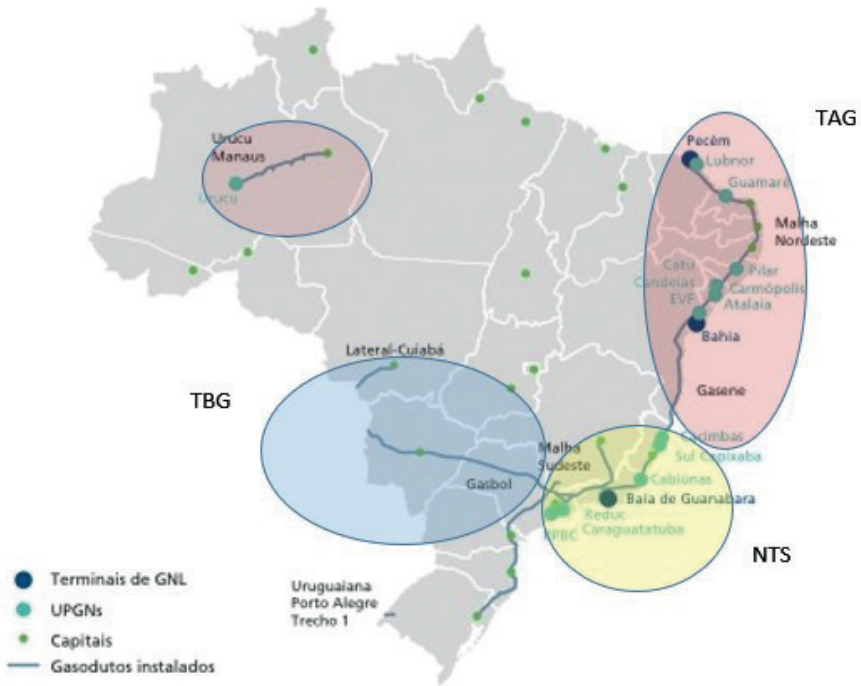 TAG
Pecém
Lubnor
Guamaré
Urucu
Manaus
Urucu
Malha
Nordeste
Pilar
Catu
Carmópolis
Candeias
Atalaia
EVF
Bahia
Lateral-Cuiabá
Gasene
TBG
Cacimbas
Sul Capixaba
Malha
Sudeste
Cabiúnas
Gasbol
Baía de Guanabara
Reduc
Caraguatatuba
RPBC
NTS
Terminais de GNL
UPGNs
Capitais
Gasodutos instalados
Uruguaiana
Porto Alegre
Trecho 1